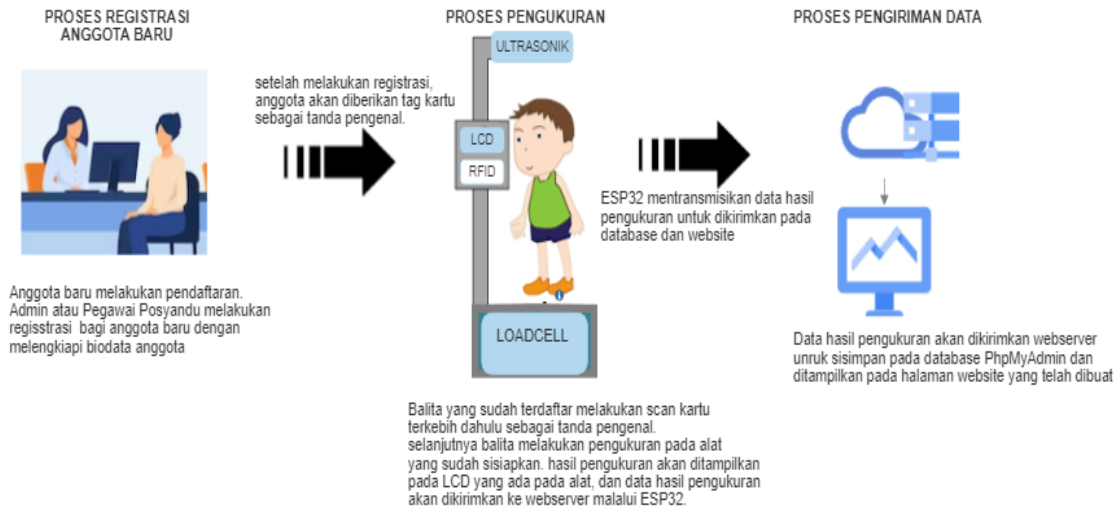 PROSES REGISTRASI
ANGGOTA BARU
Anggota baru melakukan pendaftaran.
Admin atau Pegawai Posyandu melakukan
regisstrasi bagi anggota baru dengan
melengkiapi biodata anggota
setelah melakukan registrasi,
anggota akan diberikan tag kartu
sebagai tanda pengenal.
PROSES PENGUKURAN
ULTRASONIK
LCD
RFID
LOADCELL
Balita yang sudah terdaftar melakukan scan kartu
terkebih dahulu sebagai tanda pengenal.
selanjutnya balita melakukan pengukuran pada alat
yang sudah sisiapkan. hasil pengukuran akan ditampilkan
pada LCD yang ada pada alat, dan data hasil pengukuran
akan dikirimkan ke webserver malalui ESP32.
ESP32 mentransmisikan data hasil
pengukuran untuk dikirimkan pada
database dan website
PROSES PENGIRIMAN DATA
Data hasil pengukuran akan dikirimkan webserver
unruk sisimpan pada database PhpMyAdmin dan
ditampilkan pada halaman website yang telah dibuat